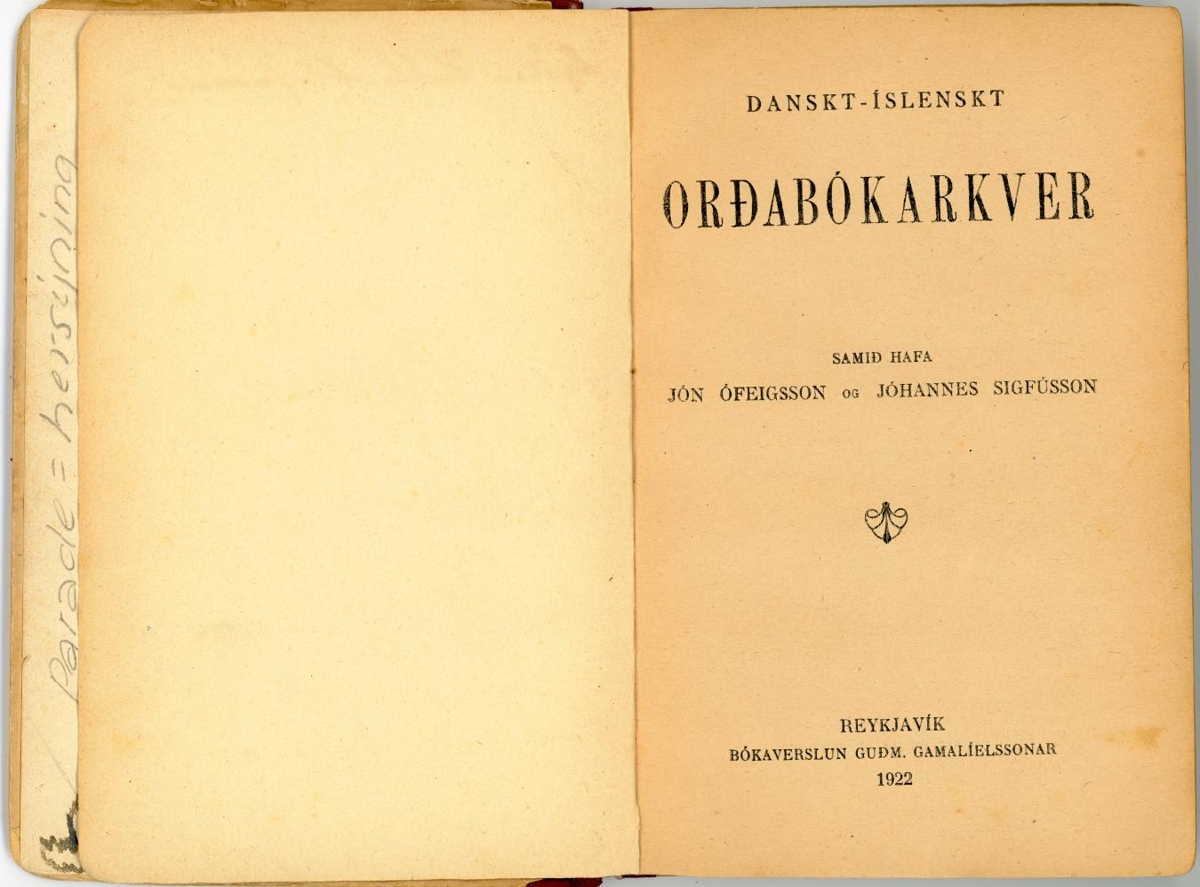 Parade = hersýning
DANSKT-ÍSLENSKT
ORÐABÓKARKVER
SAMIÐ HAFA
JÓN ÓFEIGSSON OG JÓHANNES SIGFÚSSON
REYKJAVÍK
BÓKAVERSLUN GUÐM. GAMALÍELSSONAR
1922